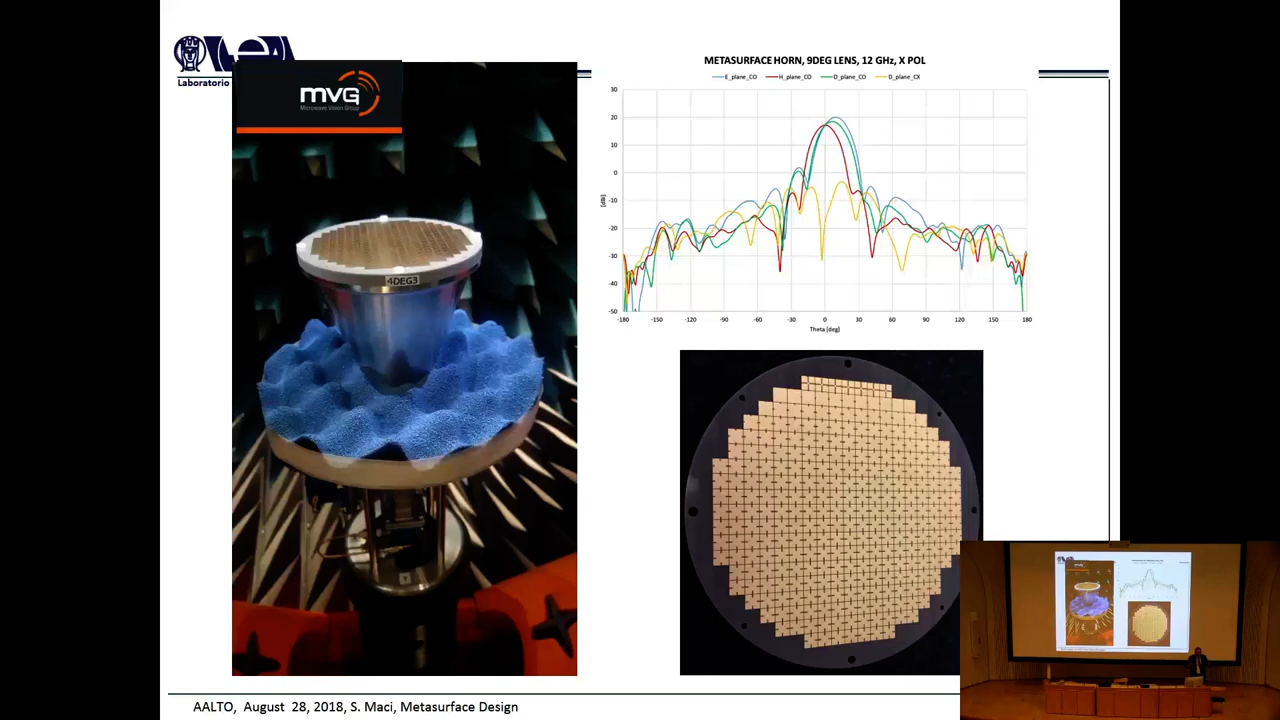 Laboratorio
mvg
Microwave Vision Group
4DEG3
METASURFACE HORN, 9DEG LENS, 12 GHz, X POL
E_plane_CO H_plane_CO D_plane_CO D_plane_CX
30
20
10
0
-10
-20
-30
-40
-50
[dBi]
-180 -150 -120 -90 -60 -30 0 30 60 90 120 150 180
Theta [deg]
AALTO, August 28, 2018, S. Maci, Metasurface Design